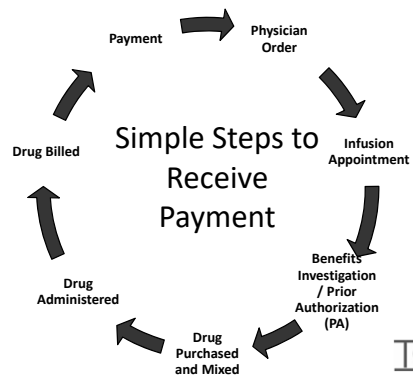 Simple Steps to
Receive
Payment
Payment
Physician
Order
Infusion
Appointment
Benefits
Investigation
/ Prior
Authorization
(PA)
Drug
Purchased
and Mixed
Drug
Administered
Drug Billed